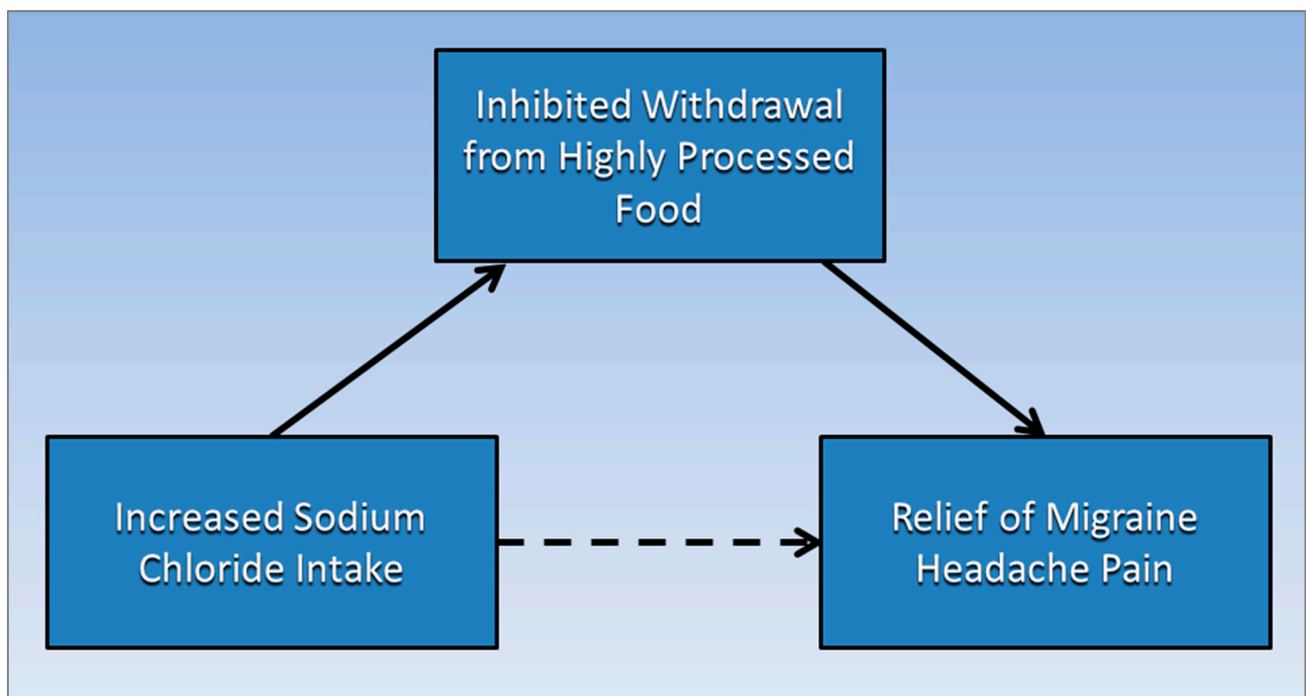 Inhibited Withdrawal
from Highly Processed
Food
Increased Sodium
Chloride Intake
Relief of Migraine
Headache Pain